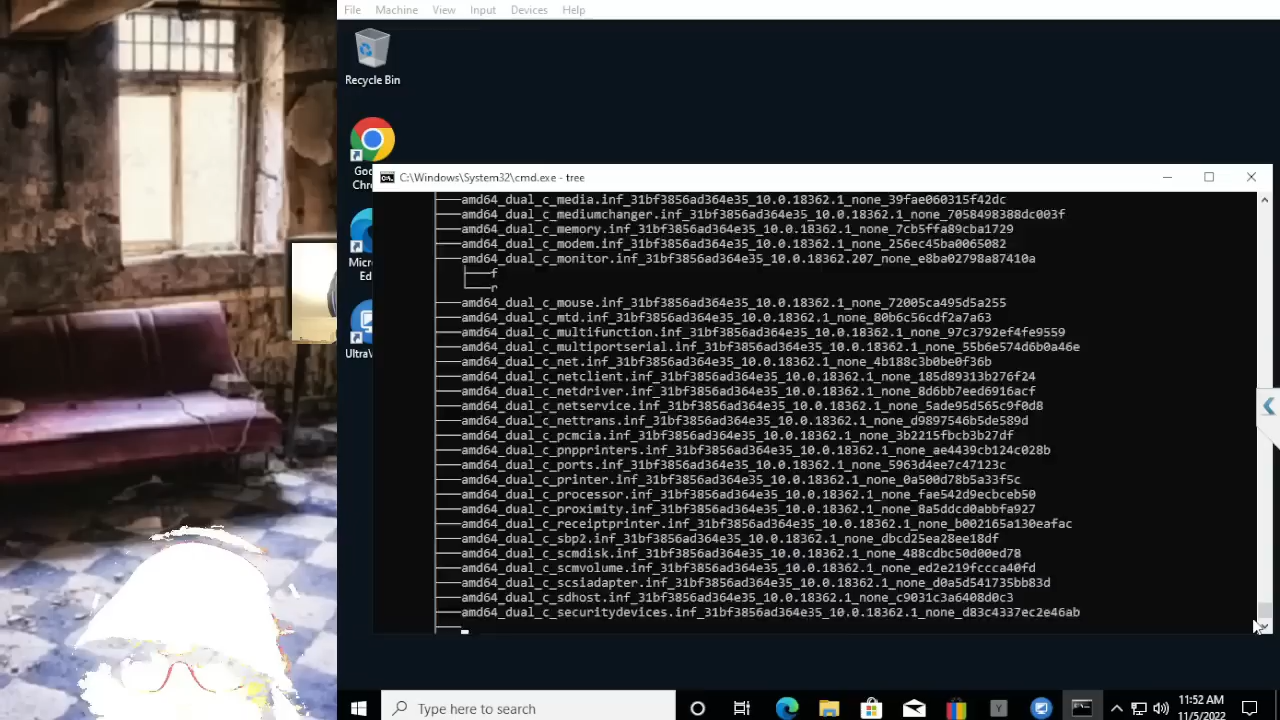 File Machine View Input Devices Help
Recycle Bin
C:\Windows\System32\cmd.exe - tree
amd64_dual_c_media.inf_31bf3856ad364e35_10.0.18362.1_none_39fae060315f42dc
amd64_dual_c_mediumchanger.inf_31bf3856ad364e35_10.0.18362.1_none_7058498388dc003f
amd64_dual_c_memory.inf_31bf3856ad364e35_10.0.18362.1_none_7cb5ffa89cba1729
amd64_dual_c_modem.inf_31bf3856ad364e35_10.0.18362.1_none_256ec45ba0065082
amd64_dual_c_monitor.inf_31bf3856ad364e35_10.0.18362.207_none_e8ba02798a87410a
f
r
amd64_dual_c_mouse.inf_31bf3856ad364e35_10.0.18362.1_none_72005ca495d5a255
amd64_dual_c_mtd.inf_31bf3856ad364e35_10.0.18362.1_none_80b6c56cdf2a7a63
amd64_dual_c_multifunction.inf_31bf3856ad364e35_10.0.18362.1_none_97c3792ef4fe9559
amd64_dual_c_multiportserial.inf_31bf3856ad364e35_10.0.18362.1_none_55b6e574d6b0a46e
amd64_dual_c_net.inf_31bf3856ad364e35_10.0.18362.1_none_4b188c3b0be0f36b
amd64_dual_c_netclient.inf_31bf3856ad364e35_10.0.18362.1_none_185d89313b276f24
amd64_dual_c_netdriver.inf_31bf3856ad364e35_10.0.18362.1_none_8d6bb7eed6916acf
amd64_dual_c_netservice.inf_31bf3856ad364e35_10.0.18362.1_none_5ade95d565c9f0d8
amd64_dual_c_nettrans.inf_31bf3856ad364e35_10.0.18362.1_none_d9897546b5de589d
amd64_dual_c_pcmcia.inf_31bf3856ad364e35_10.0.18362.1_none_3b2215fbcb3b27df
amd64_dual_c_pnpprinters.inf_31bf3856ad364e35_10.0.18362.1_none_ae4439cb124c028b
amd64_dual_c_ports.inf_31bf3856ad364e35_10.0.18362.1_none_5963d4ee7c47123c
amd64_dual_c_printer.inf_31bf3856ad364e35_10.0.18362.1_none_0a500d78b5a33f5c
amd64_dual_c_processor.inf_31bf3856ad364e35_10.0.18362.1_none_fae542d9ecbceb50
amd64_dual_c_proximity.inf_31bf3856ad364e35_10.0.18362.1_none_8a5ddcd0abbfa927
amd64_dual_c_receiptprinter.inf_31bf3856ad364e35_10.0.18362.1_none_b002165a130eafac
amd64_dual_c_sbp2.inf_31bf3856ad364e35_10.0.18362.1_none_dbcd25ea28ee18df
amd64_dual_c_scmdisk.inf_31bf3856ad364e35_10.0.18362.1_none_488cdbc50d00ed78
amd64_dual_c_scmvolume.inf_31bf3856ad364e35_10.0.18362.1_none_ed2e219fccca40fd
amd64_dual_c_scsiadapter.inf_31bf3856ad364e35_10.0.18362.1_none_d0a5d541735bb83d
amd64_dual_c_sdhost.inf_31bf3856ad364e35_10.0.18362.1_none_c9031c3a6408d0c3
amd64_dual_c_securitydevices.inf_31bf3856ad364e35_10.0.18362.1_none_d83c4337ec2e46ab
Type here to search
11:52 AM
11/5/2022